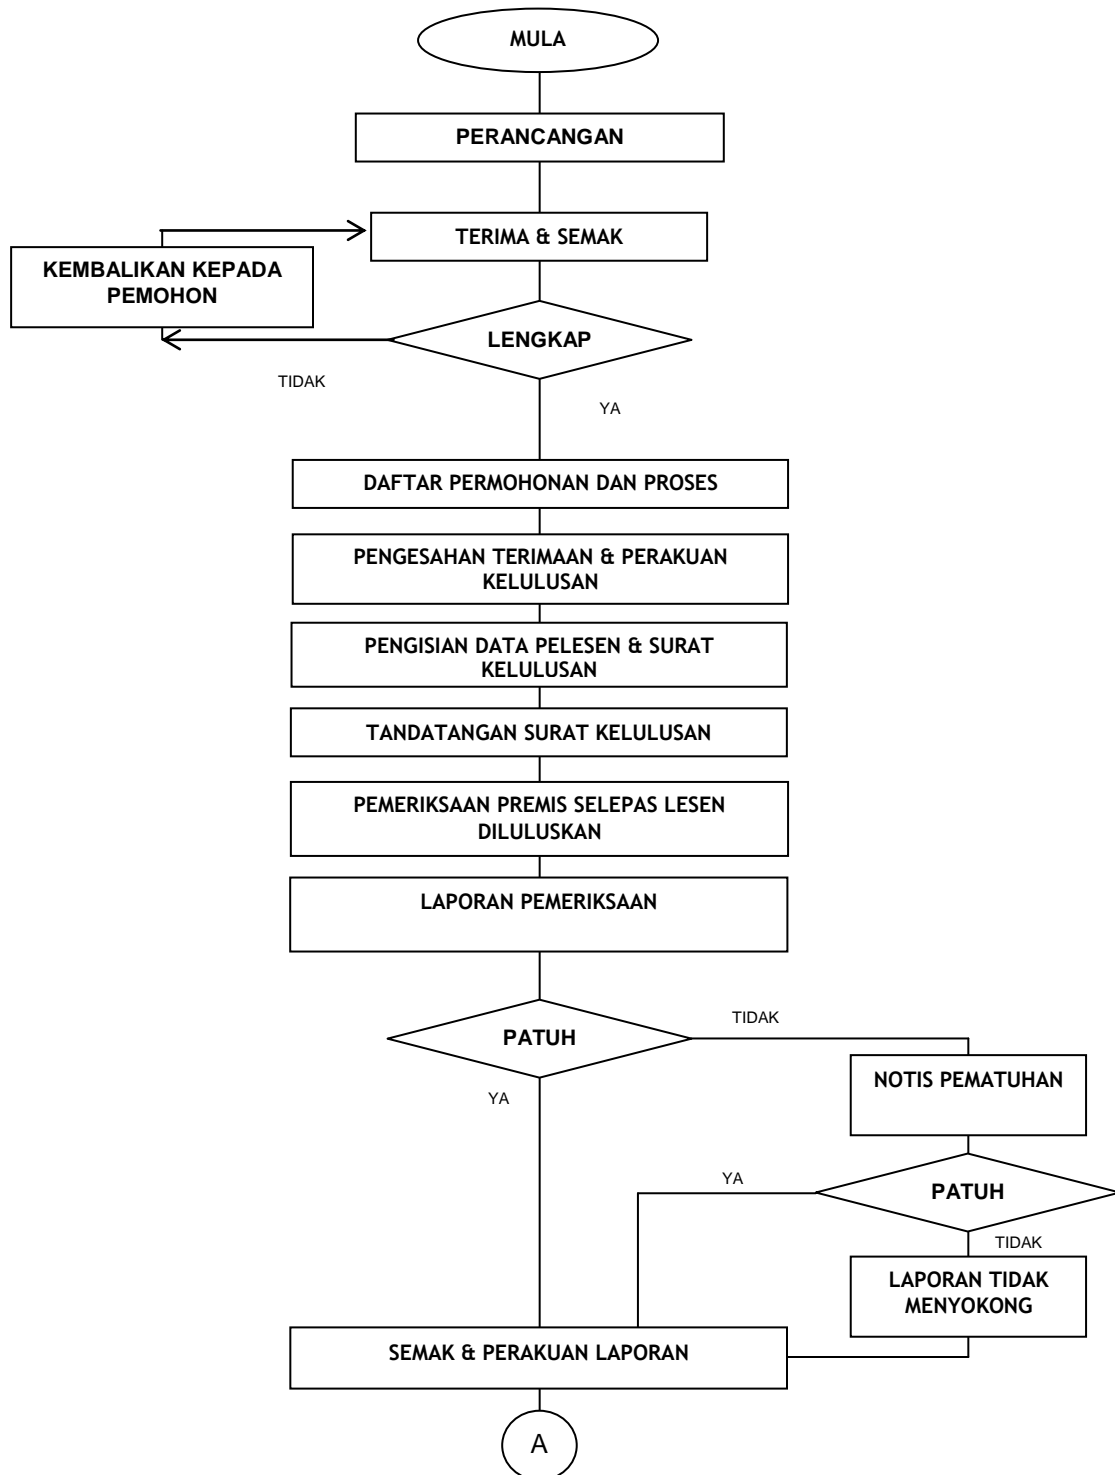 MULA
PERANCANGAN
TERIMA & SEMAK
KEMBALIKAN KEPADA
PEMOHON
LENGKAP
TIDAK
YA
DAFTAR PERMOHONAN DAN PROSES
PENGESAHAN TERIMAAN & PERAKUAN
KELULUSAN
PENGISIAN DATA PELESEN & SURAT
KELULUSAN
TANDATANGAN SURAT KELULUSAN
PEMERIKSAAN PREMIS SELEPAS LESEN
DILULUSKAN
LAPORAN PEMERIKSAAN
PATUH
TIDAK
YA
NOTIS PEMATUHAN
YA
PATUH
TIDAK
LAPORAN TIDAK
MENYOKONG
SEMAK & PERAKUAN LAPORAN
A